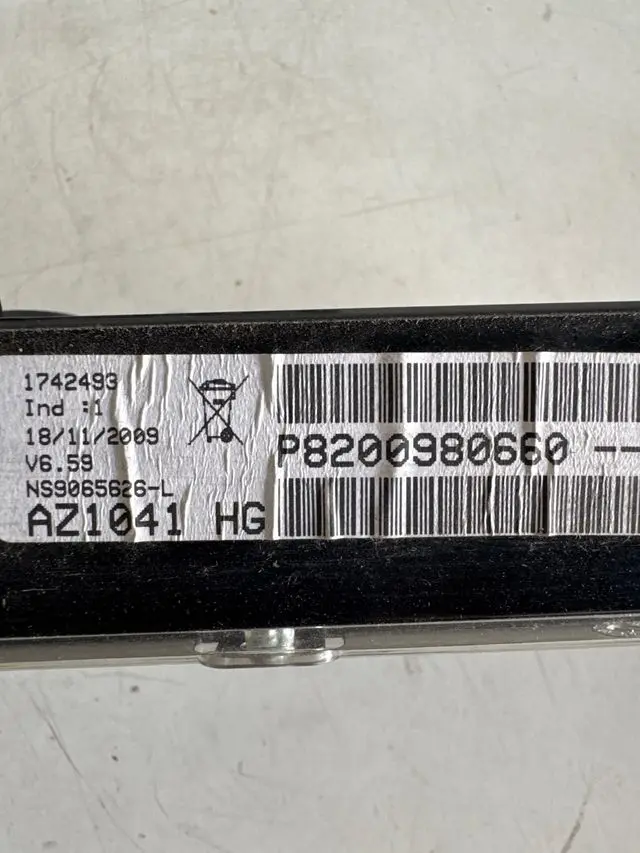 1742493
Ind :1
18/11/2009
V6.59
NS9065626-L
AZ1041 HG
P8200980660 --